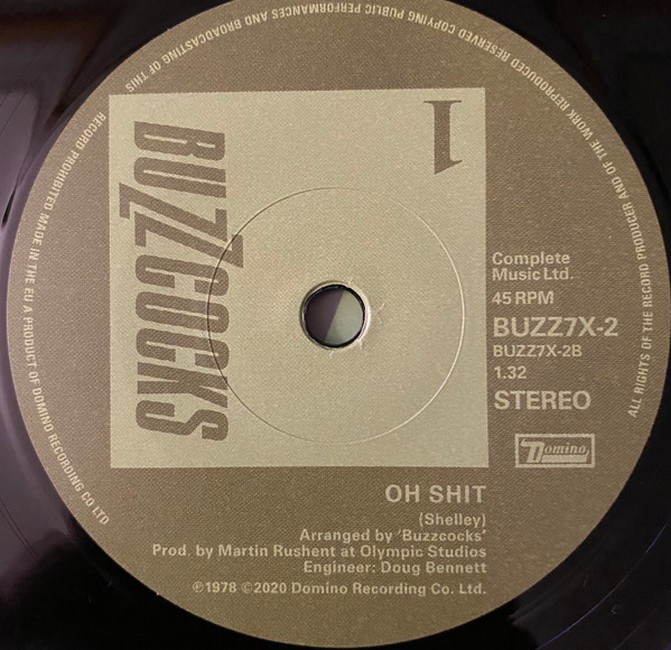 BUZZCOCKS
1
Complete
Music Ltd.
45 RPM
BUZZ7X-2
BUZZ7X-2B
1.32
STEREO
Domino
OH SHIT
(Shelley)
Arranged by 'Buzzcocks'
Prod. by Martin Rushent at Olympic Studios
Engineer: Doug Bennett
℗1978 ©2020 Domino Recording Co. Ltd.
ALL RIGHTS OF THE RECORD PRODUCER AND OF THE WORK REPRODUCED RESERVED COPYING PUBLIC PERFORMANCES AND BROADCASTING OF THIS RECORD PROHIBITED MADE IN THE EU A PRODUCT OF DOMINO RECORDING CO LTD